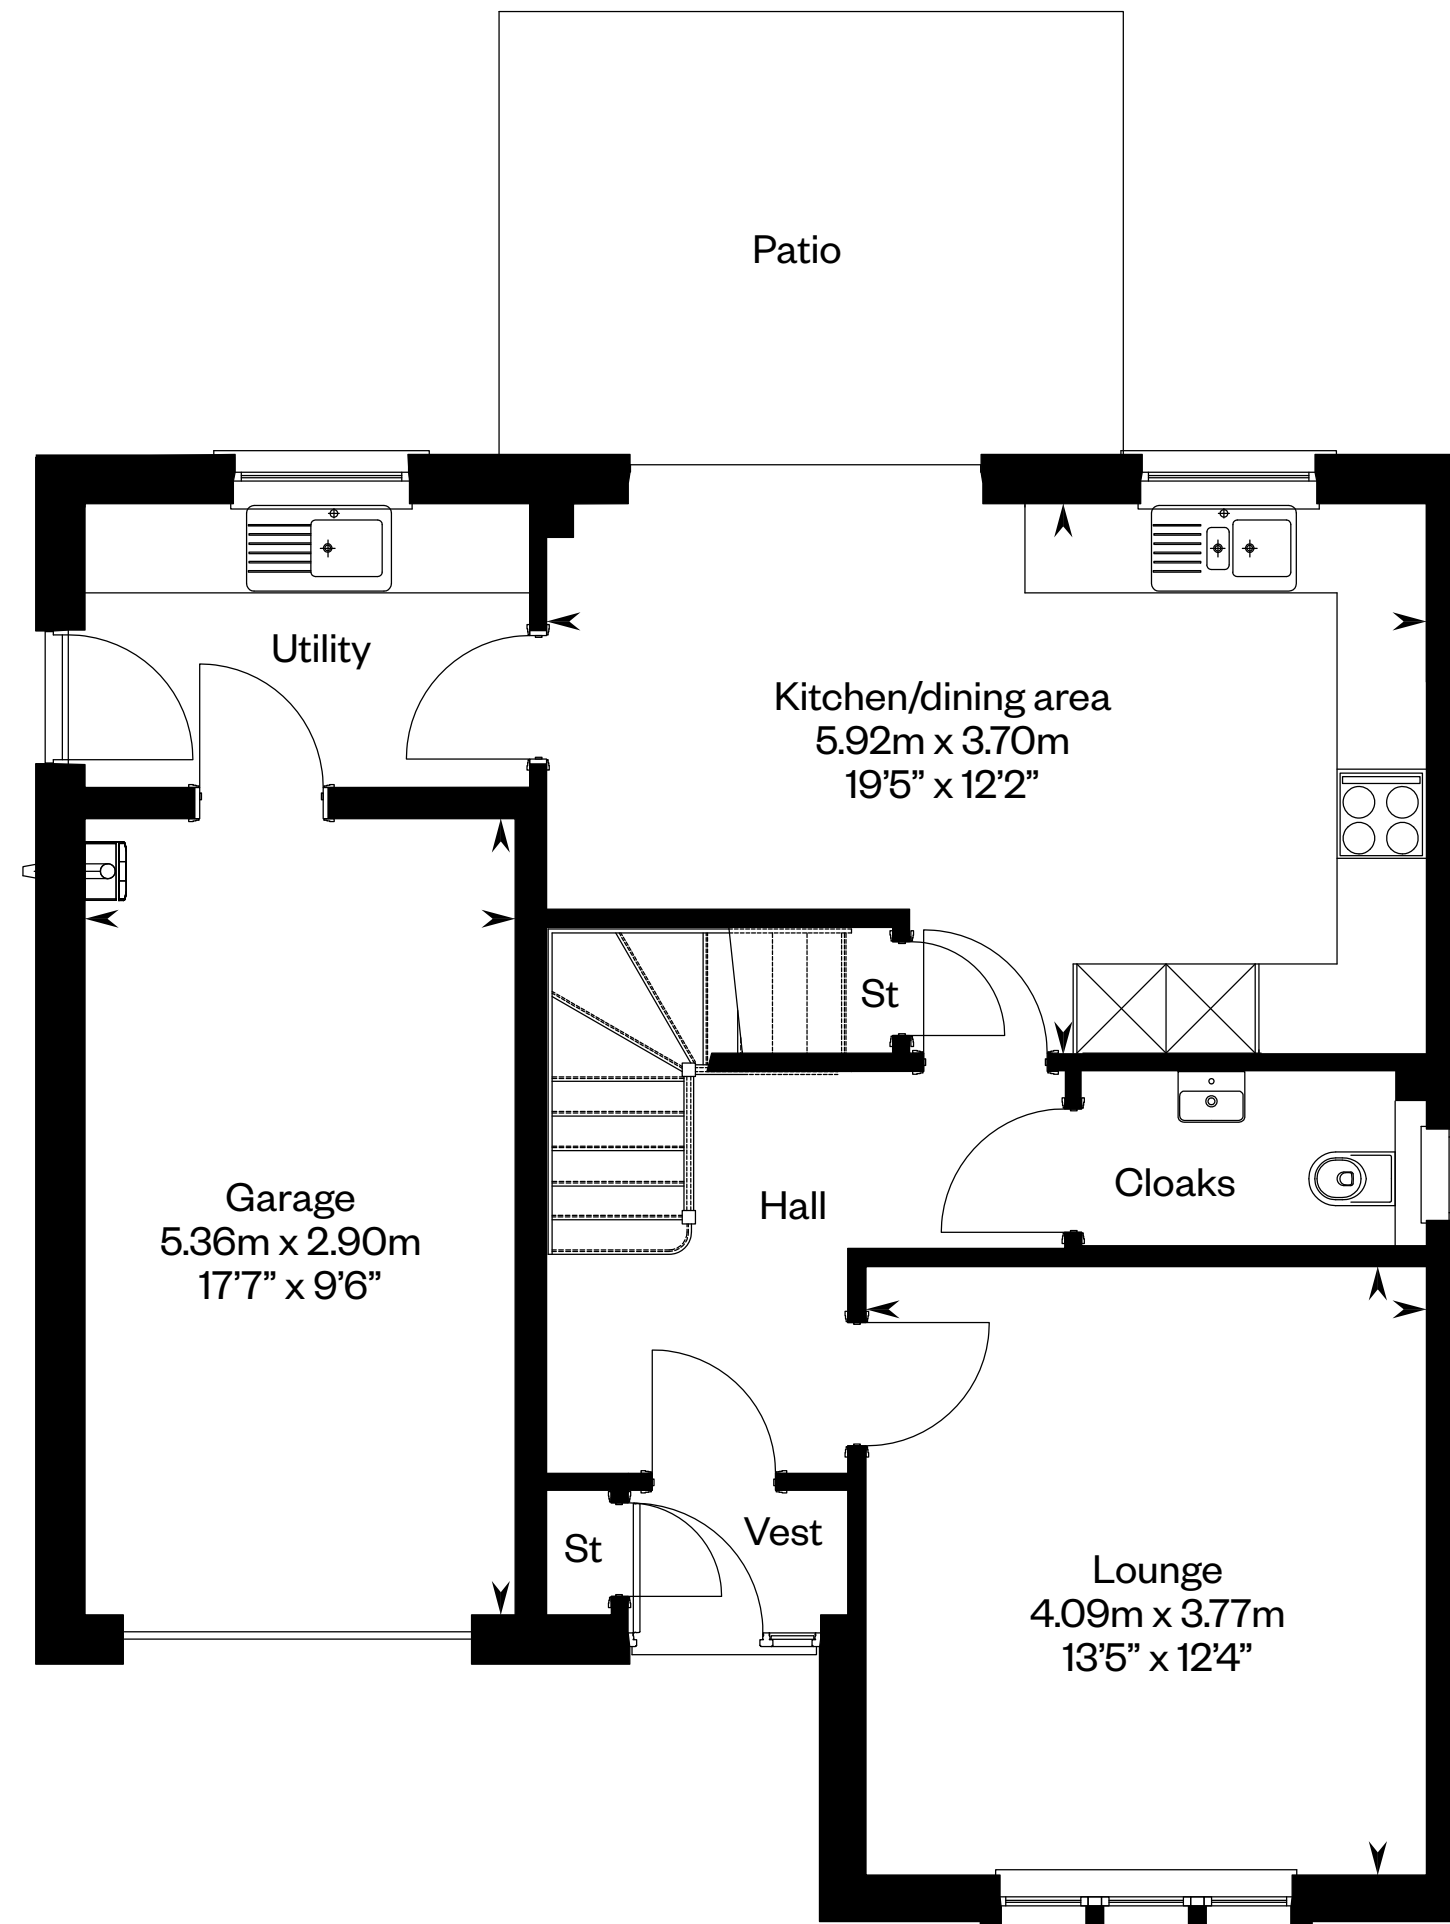 Patio
Utility
Kitchen/dining area
5.92m x 3.70m
19’5” x 12’2”
St
Garage
5.36m x 2.90m
17’7” x 9’6”
Hall
Cloaks
St
Vest
Lounge
4.09m x 3.77m
13’5” x 12’4”